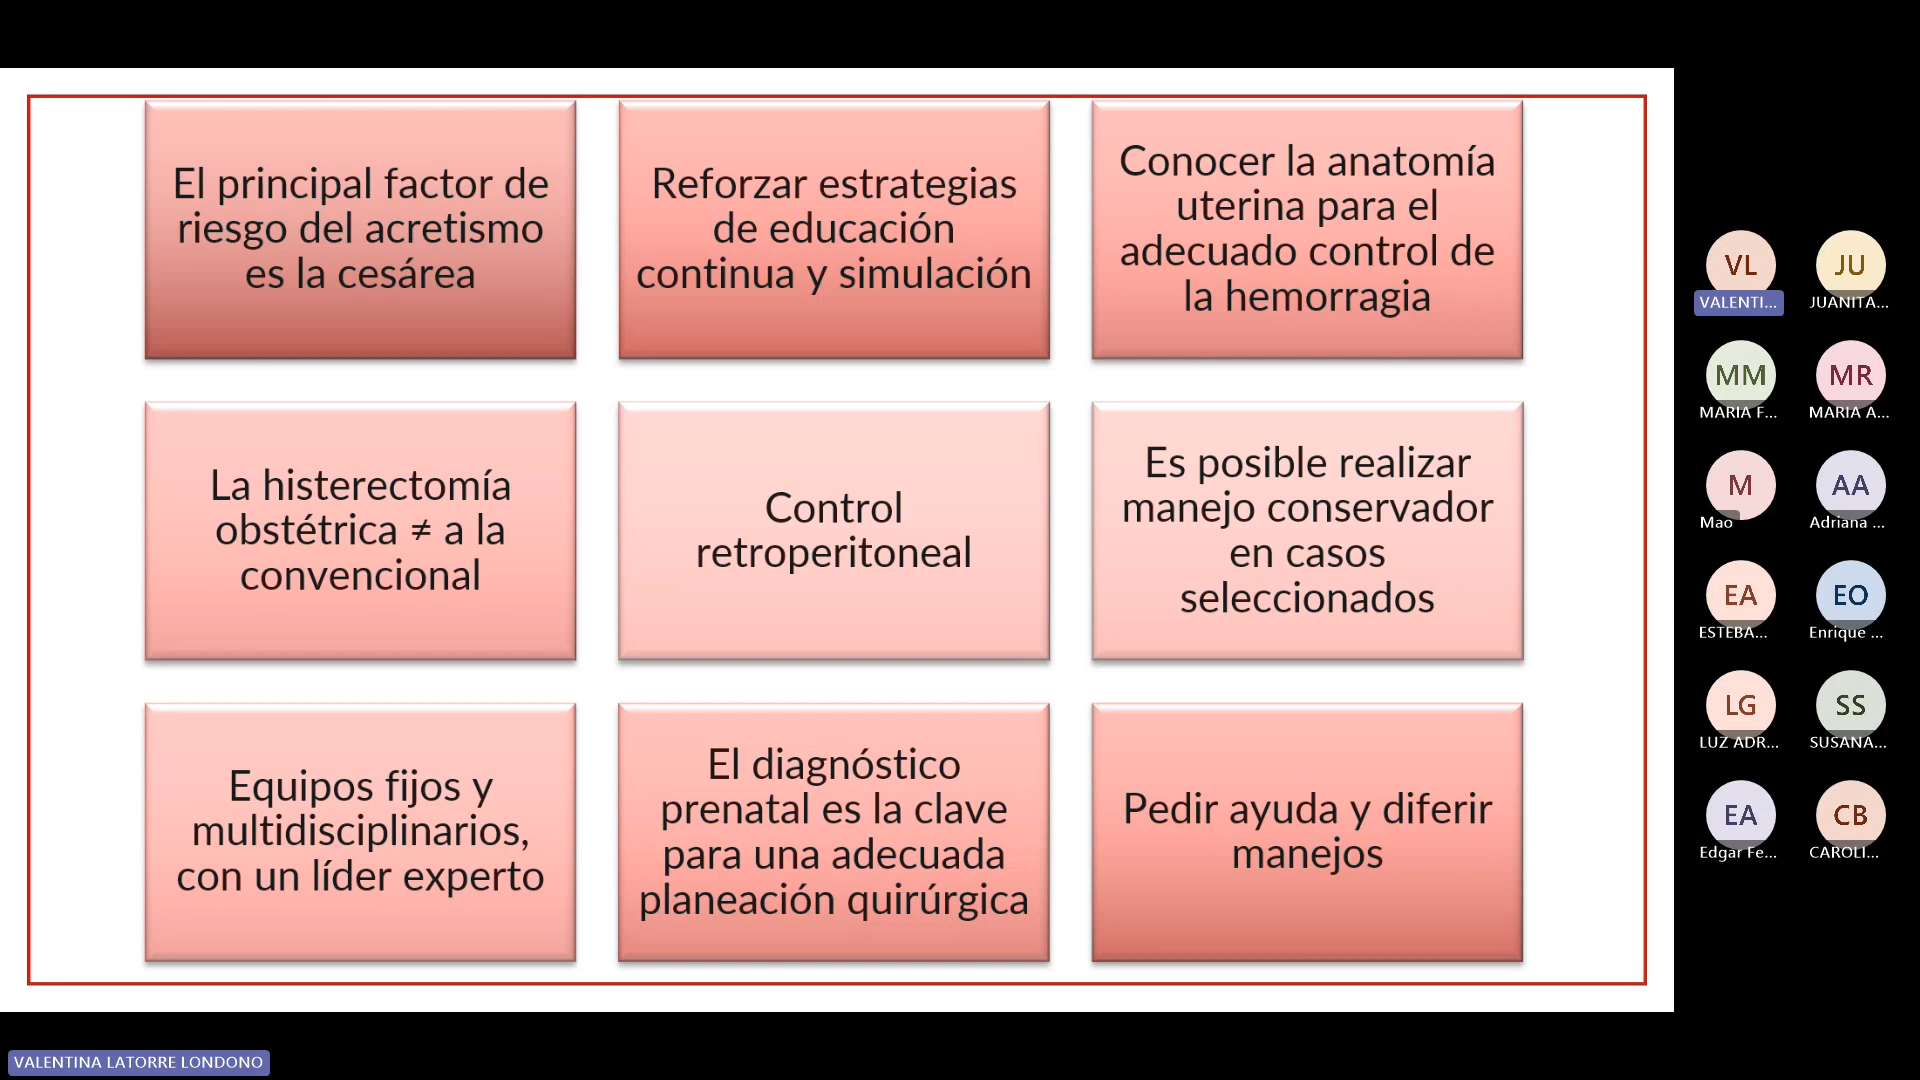 El principal factor de
riesgo del acretismo
es la cesárea
Reforzar estrategias
de educación
continua y simulación
Conocer la anatomía
uterina para el
adecuado control de
la hemorragia
La histerectomía
obstétrica ≠ a la
convencional
Control
retroperitoneal
Es posible realizar
manejo conservador
en casos
seleccionados
Equipos fijos y
multidisciplinarios,
con un líder experto
El diagnóstico
prenatal es la clave
para una adecuada
planeación quirúrgica
Pedir ayuda y diferir
manejos
VL
VALENTI...
JU
JUANITA...
MM
MARIA F...
MR
MARIA A...
M
Mao
AA
Adriana ...
EA
ESTEBA...
EO
Enrique ...
LG
LUZ ADR...
SS
SUSANA...
EA
Edgar Fe...
CB
CAROLI...
VALENTINA LATORRE LONDONO